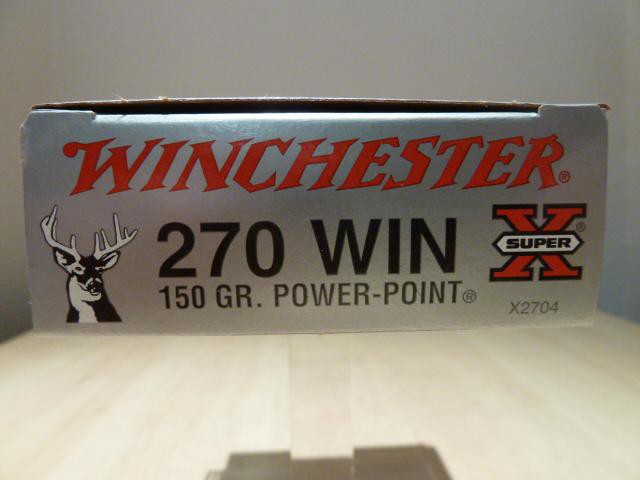 WINCHESTER®
270 WIN
150 GR. POWER-POINT®
X SUPER ®
X2704